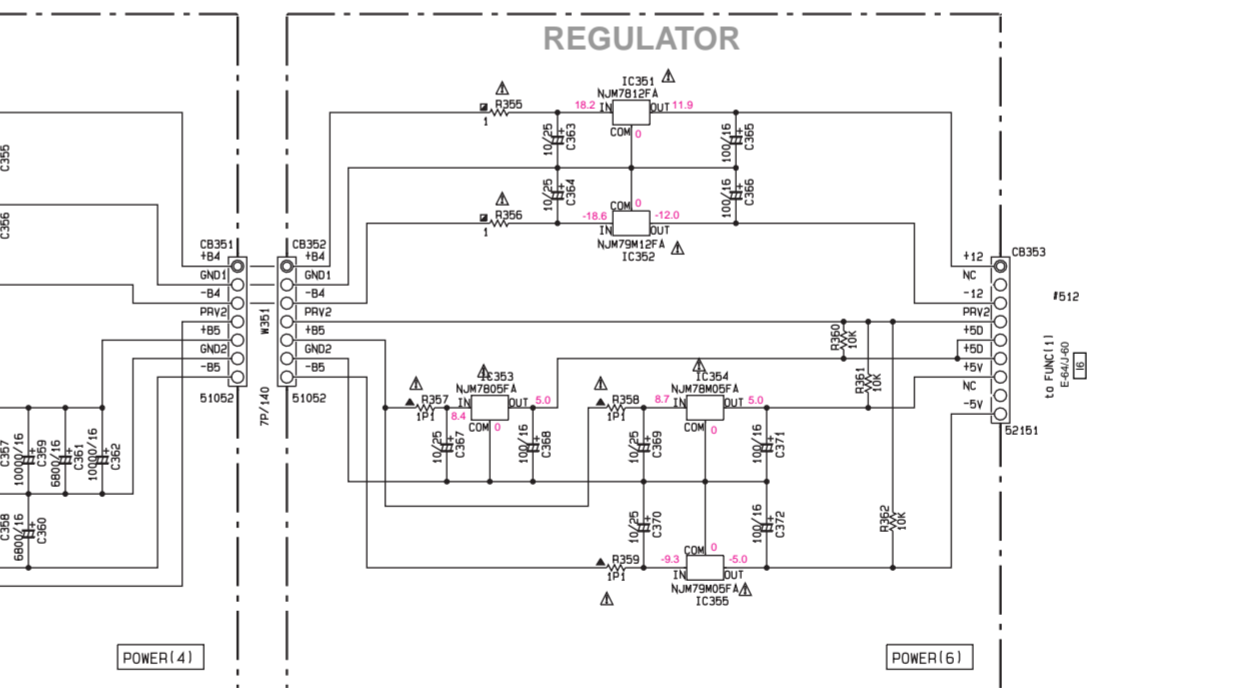 REGULATOR
IC351
NJM7812FA
R355
1
18.2
IN
OUT
11.9
COM
0
10/25
C363
100/16
C365
C355
C356
10/25
C364
100/16
C366
R356
1
COM
0
-18.6
-12.0
IN
OUT
NJM79M12FA
IC352
CB351
+B4
GND1
-B4
PRV2
+B5
GND2
-B5
51052
W351
7P/140
CB352
+B4
GND1
-B4
PRV2
+B5
GND2
-B5
51052
+12
NC
-12
PRV2
+5D
+5D
+5V
NC
-5V
CB353
52151
#512
to FUNC(1)
E-64/J-60
I6
R360
10K
R361
10K
R362
10K
IC353
NJM7805FA
R357
1P1
8.4
IN
OUT
5.0
COM
0
10/25
C367
100/16
C368
IC354
NJM78M05FA
R358
1P1
8.7
IN
OUT
5.0
COM
0
10/25
C369
100/16
C371
10/25
C370
100/16
C372
R359
1P1
COM
0
-9.3
-5.0
IN
OUT
NJM79M05FA
IC355
C357
10000/16
C359
6800/16
C361
10000/16
C362
C358
6800/16
C360
POWER(4)
POWER(6)